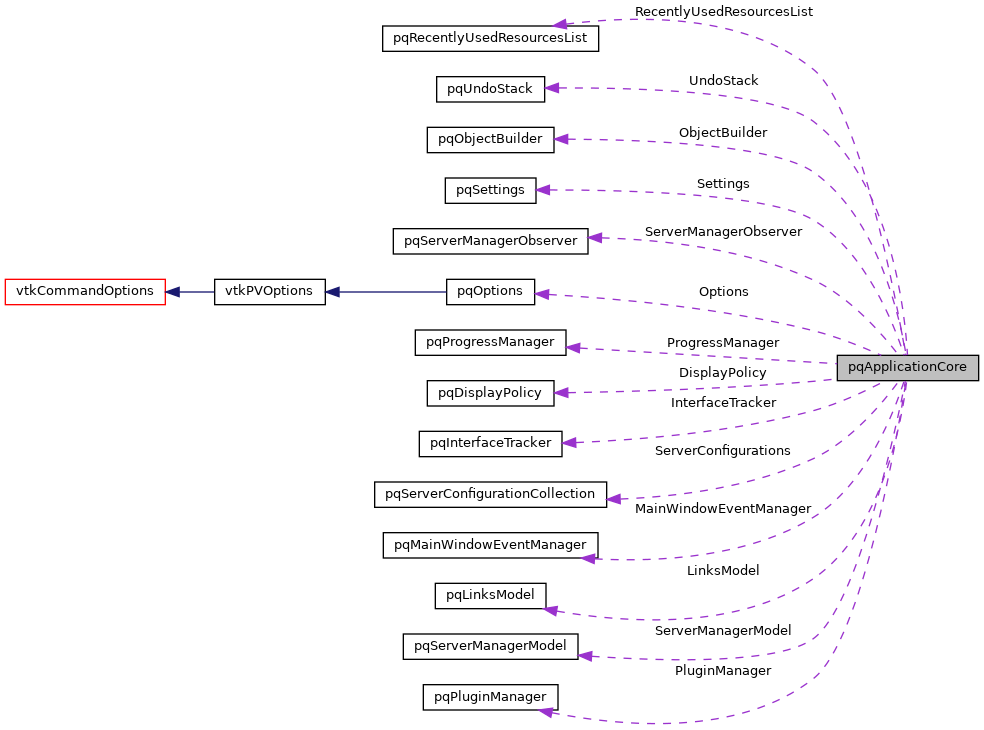 RecentlyUsedResourcesList
pqRecentlyUsedResourcesList
UndoStack
pqUndoStack
ObjectBuilder
pqObjectBuilder
Settings
pqSettings
ServerManagerObserver
pqServerManagerObserver
vtkCommandOptions
vtkPVOptions
pqOptions
Options
ProgressManager
pqProgressManager
pqApplicationCore
DisplayPolicy
pqDisplayPolicy
InterfaceTracker
pqInterfaceTracker
ServerConfigurations
pqServerConfigurationCollection
MainWindowEventManager
pqMainWindowEventManager
LinksModel
pqLinksModel
ServerManagerModel
pqServerManagerModel
PluginManager
pqPluginManager